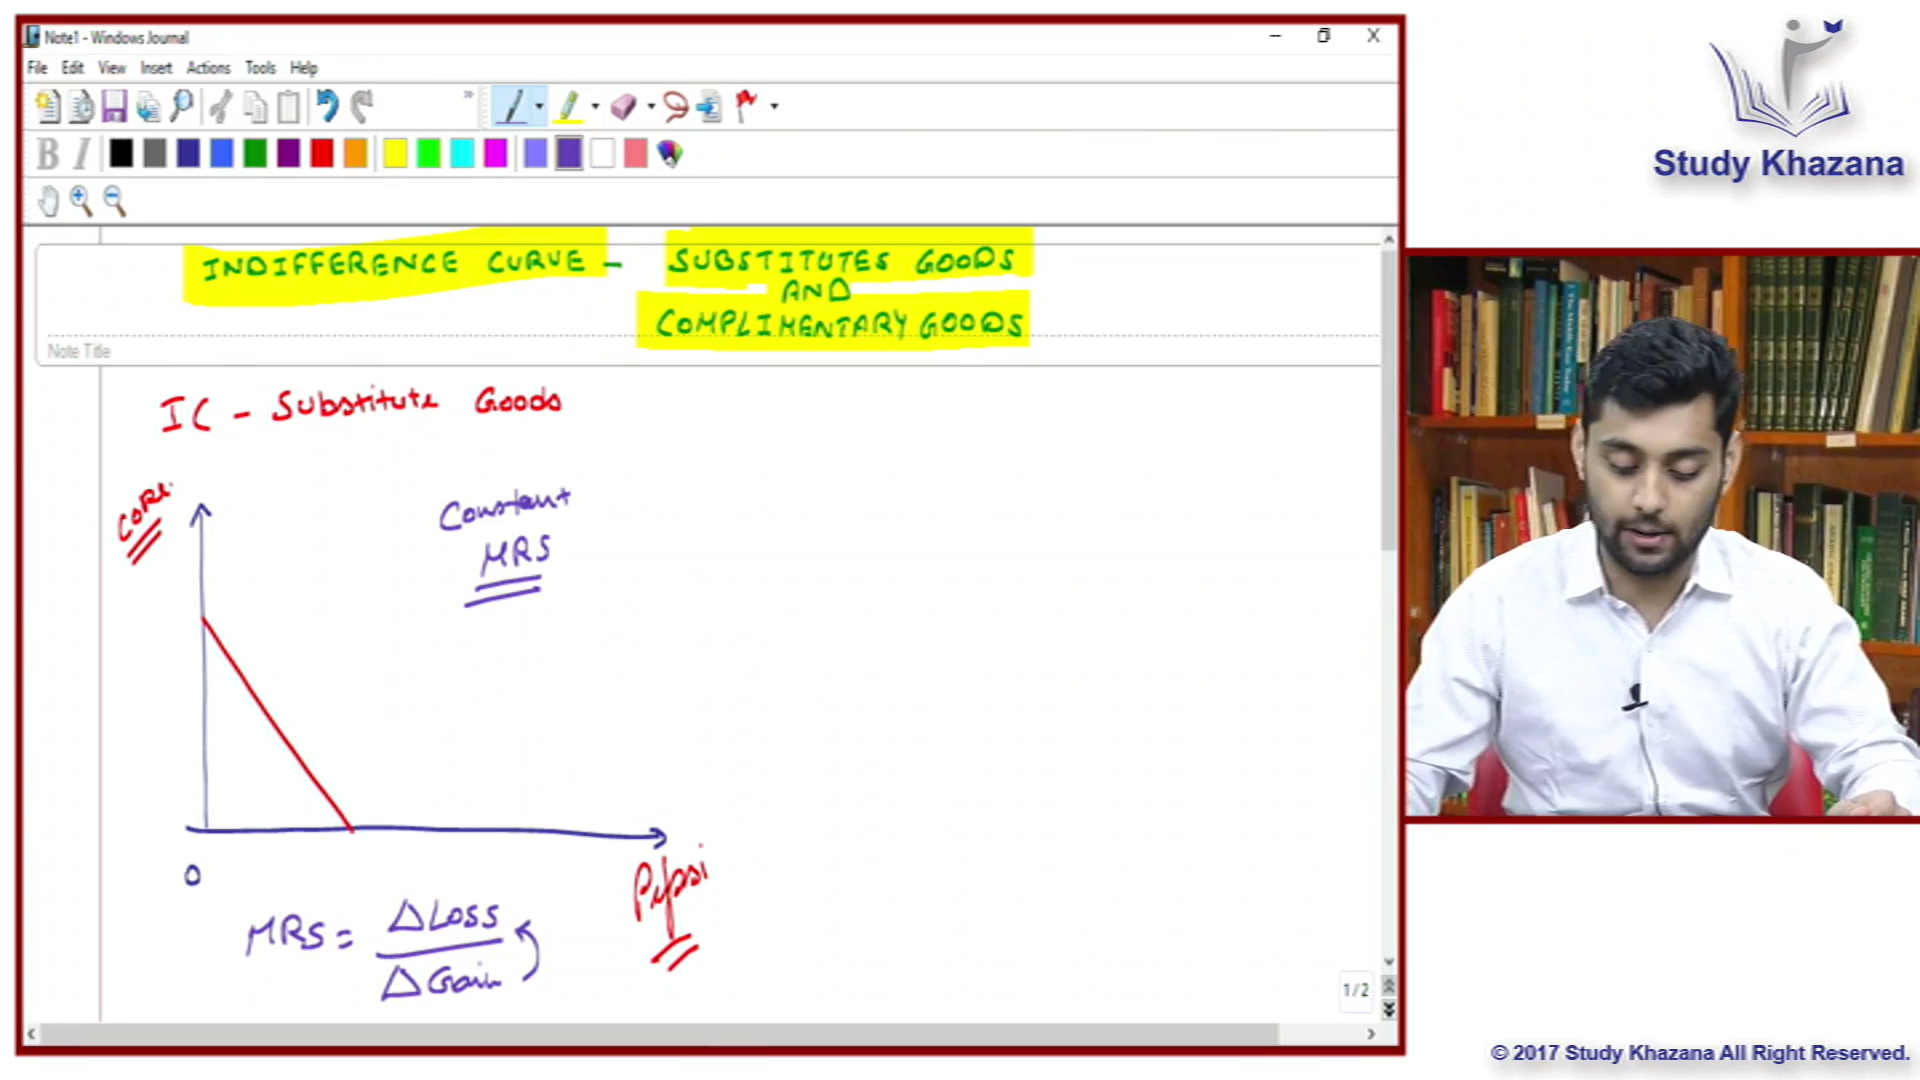 Note1 - Windows Journal
File Edit View Insert Actions Tools Help
B I
INDIFFERENCE CURVE - SUBSTITUTES GOODS
AND
COMPLIMENTARY GOODS
Note Title
IC - Substitute Goods
Constant
MRS
O
Pepsi
MRS = ΔLoss
ΔGain
1/2
Study Khazana
© 2017 Study Khazana All Right Reserved.